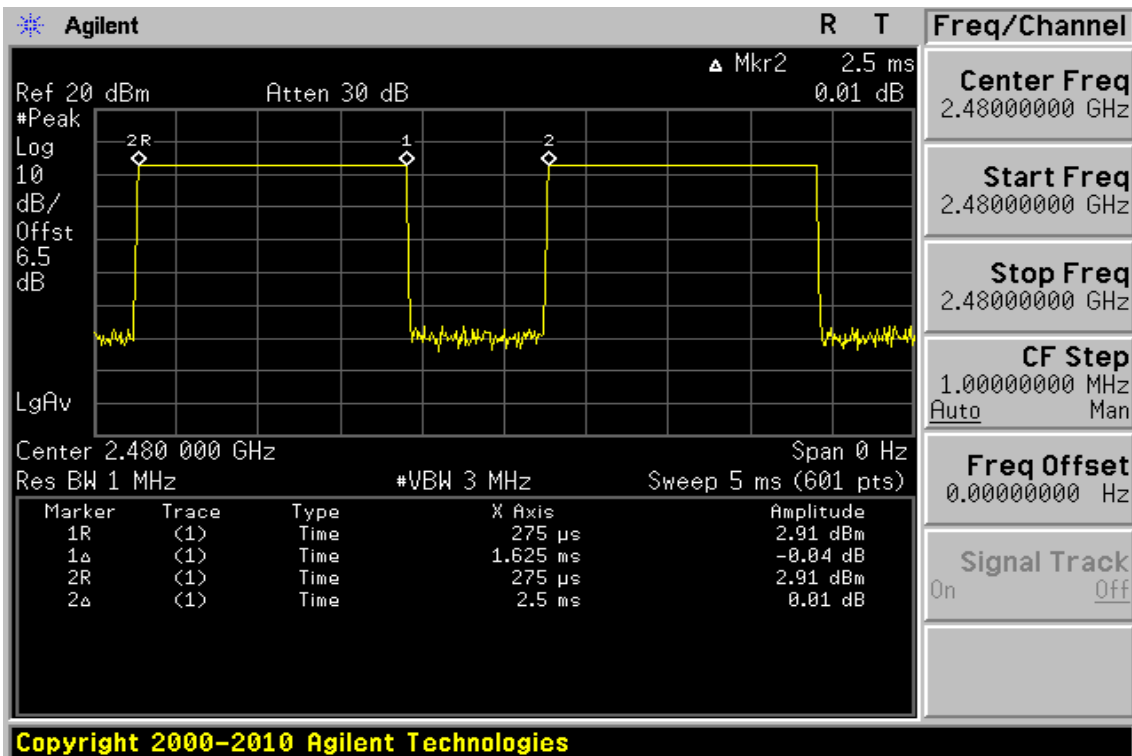 Agilent R T
△ Mkr2 2.5 ms
Ref 20 dBm Atten 30 dB 0.01 dB
#Peak
Log
10
dB/
Offst
6.5
dB
LgAv
2R 1 2
Center 2.480 000 GHz Span 0 Hz
Res BW 1 MHz #VBW 3 MHz Sweep 5 ms (601 pts)
Marker Trace Type X Axis Amplitude
1R (1) Time 275 µs 2.91 dBm
1△ (1) Time 1.625 ms -0.04 dB
2R (1) Time 275 µs 2.91 dBm
2△ (1) Time 2.5 ms 0.01 dB
Freq/Channel
Center Freq
2.48000000 GHz
Start Freq
2.48000000 GHz
Stop Freq
2.48000000 GHz
CF Step
1.00000000 MHz
Auto Man
Freq Offset
0.00000000 Hz
Signal Track
On Off
Copyright 2000-2010 Agilent Technologies